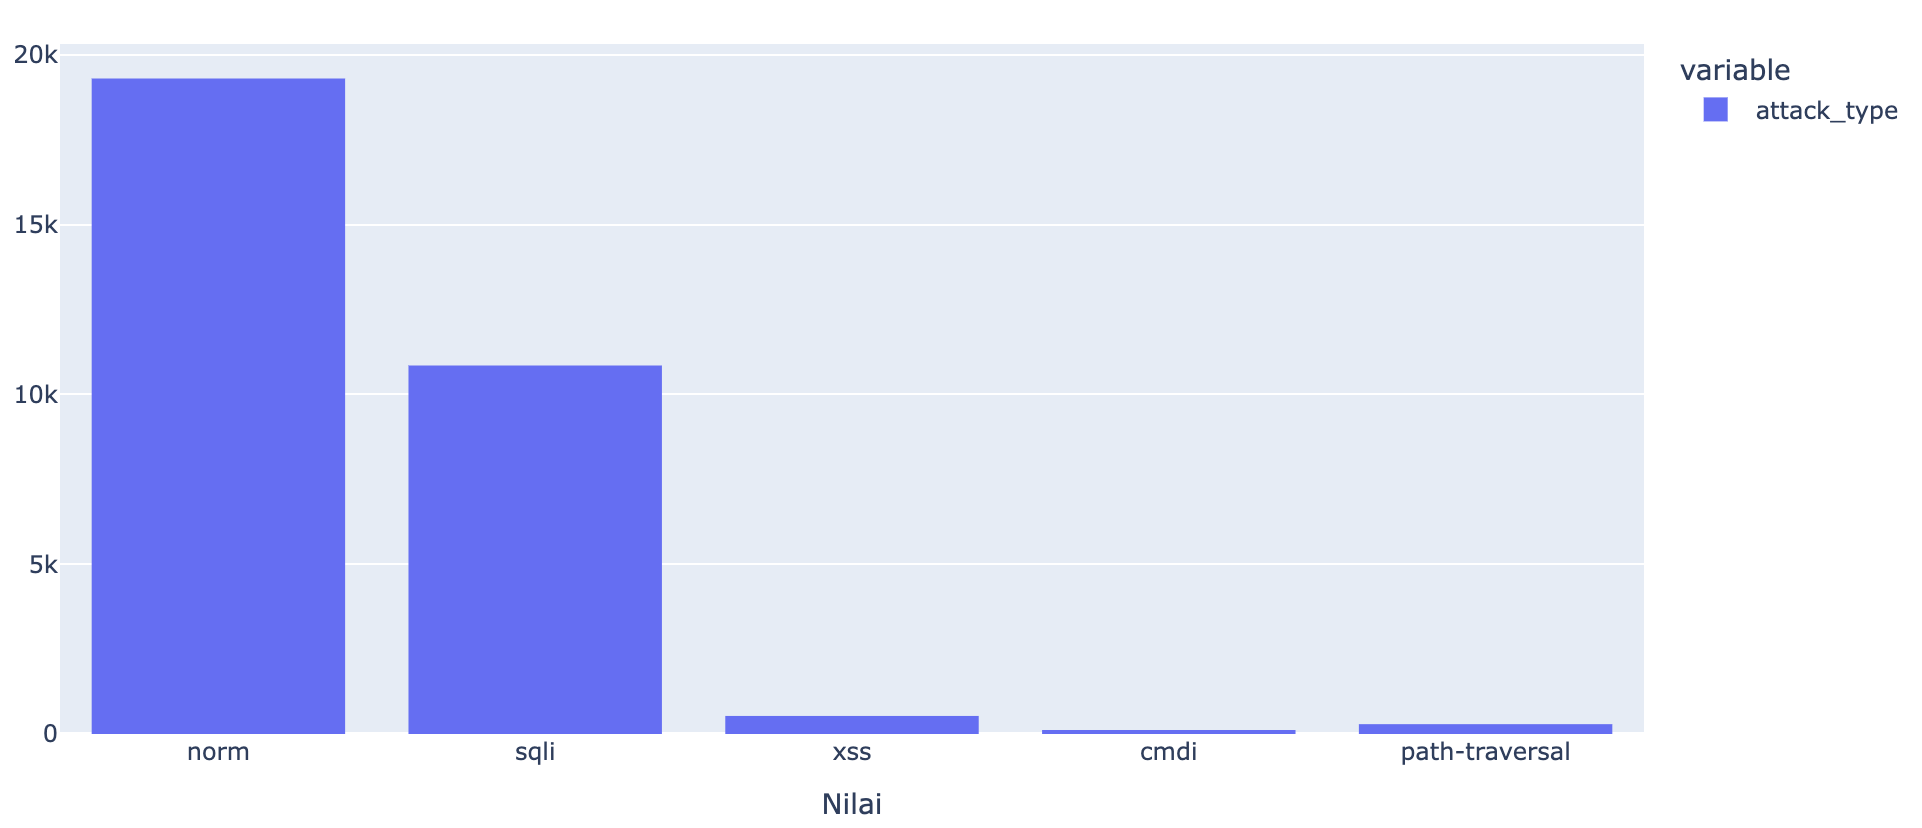 20k
15k
10k
5k
0
norm
sqli
xss
cmdi
path-traversal
Nilai
variable
attack_type